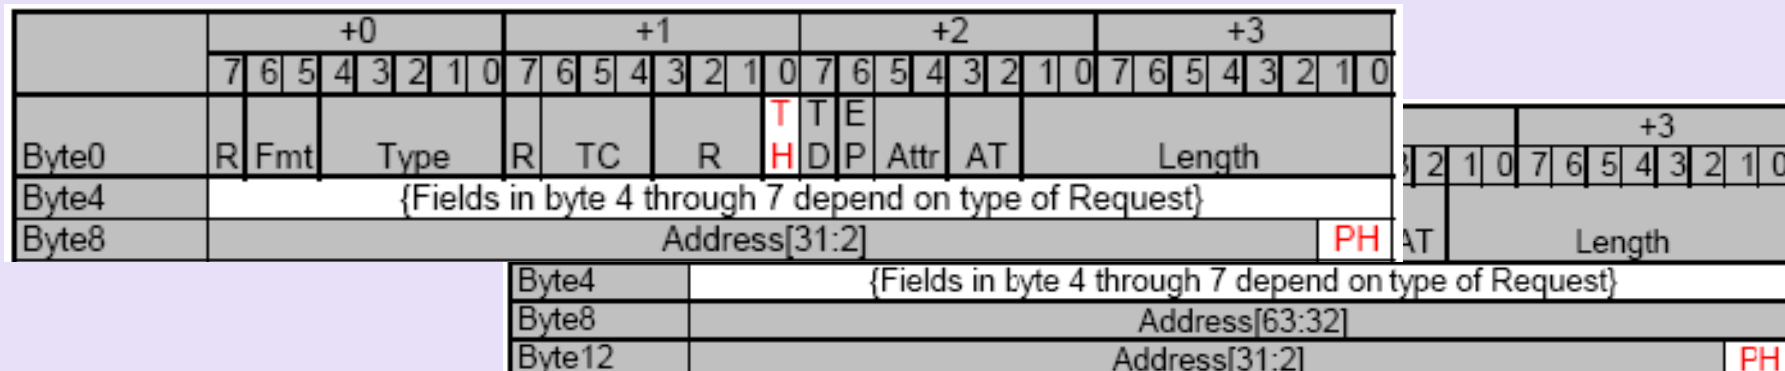 +0 +1 +2 +3
7 6 5 4 3 2 1 0 7 6 5 4 3 2 1 0 7 6 5 4 3 2 1 0 7 6 5 4 3 2 1 0
Byte0 R Fmt Type R TC R TH TD EP Attr AT Length
Byte4 {Fields in byte 4 through 7 depend on type of Request}
Byte8 Address[31:2] PH
+3
2 1 0 7 6 5 4 3 2 1 0
AT Length
Byte4 {Fields in byte 4 through 7 depend on type of Request}
Byte8 Address[63:32]
Byte12 Address[31:2] PH